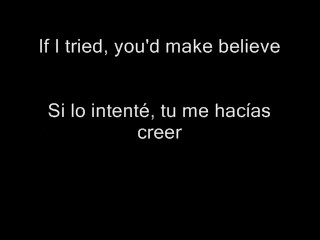 If I tried, you'd make believe
Si lo intenté, tu me hacías
creer